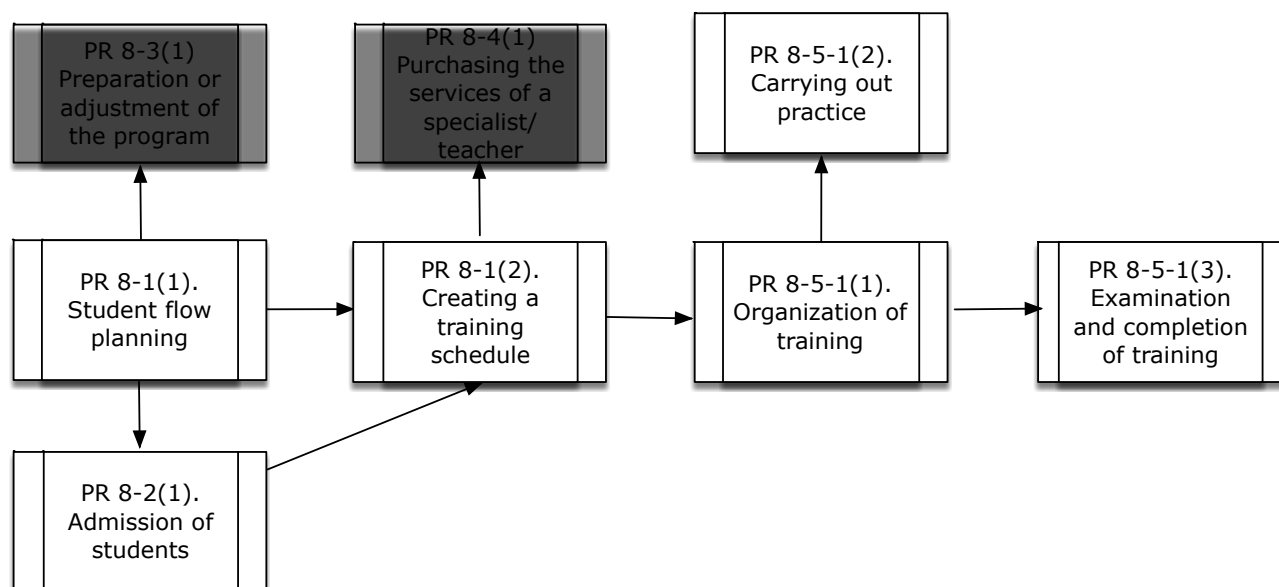 PR 8-3(1)
Preparation or
adjustment of
the program
PR 8-4(1)
Purchasing the
services of a
specialist/
teacher
PR 8-5-1(2).
Carrying out
practice
PR 8-1(1).
Student flow
planning
PR 8-1(2).
Creating a
training
schedule
PR 8-5-1(1).
Organization of
training
PR 8-5-1(3).
Examination
and completion
of training
PR 8-2(1).
Admission of
students